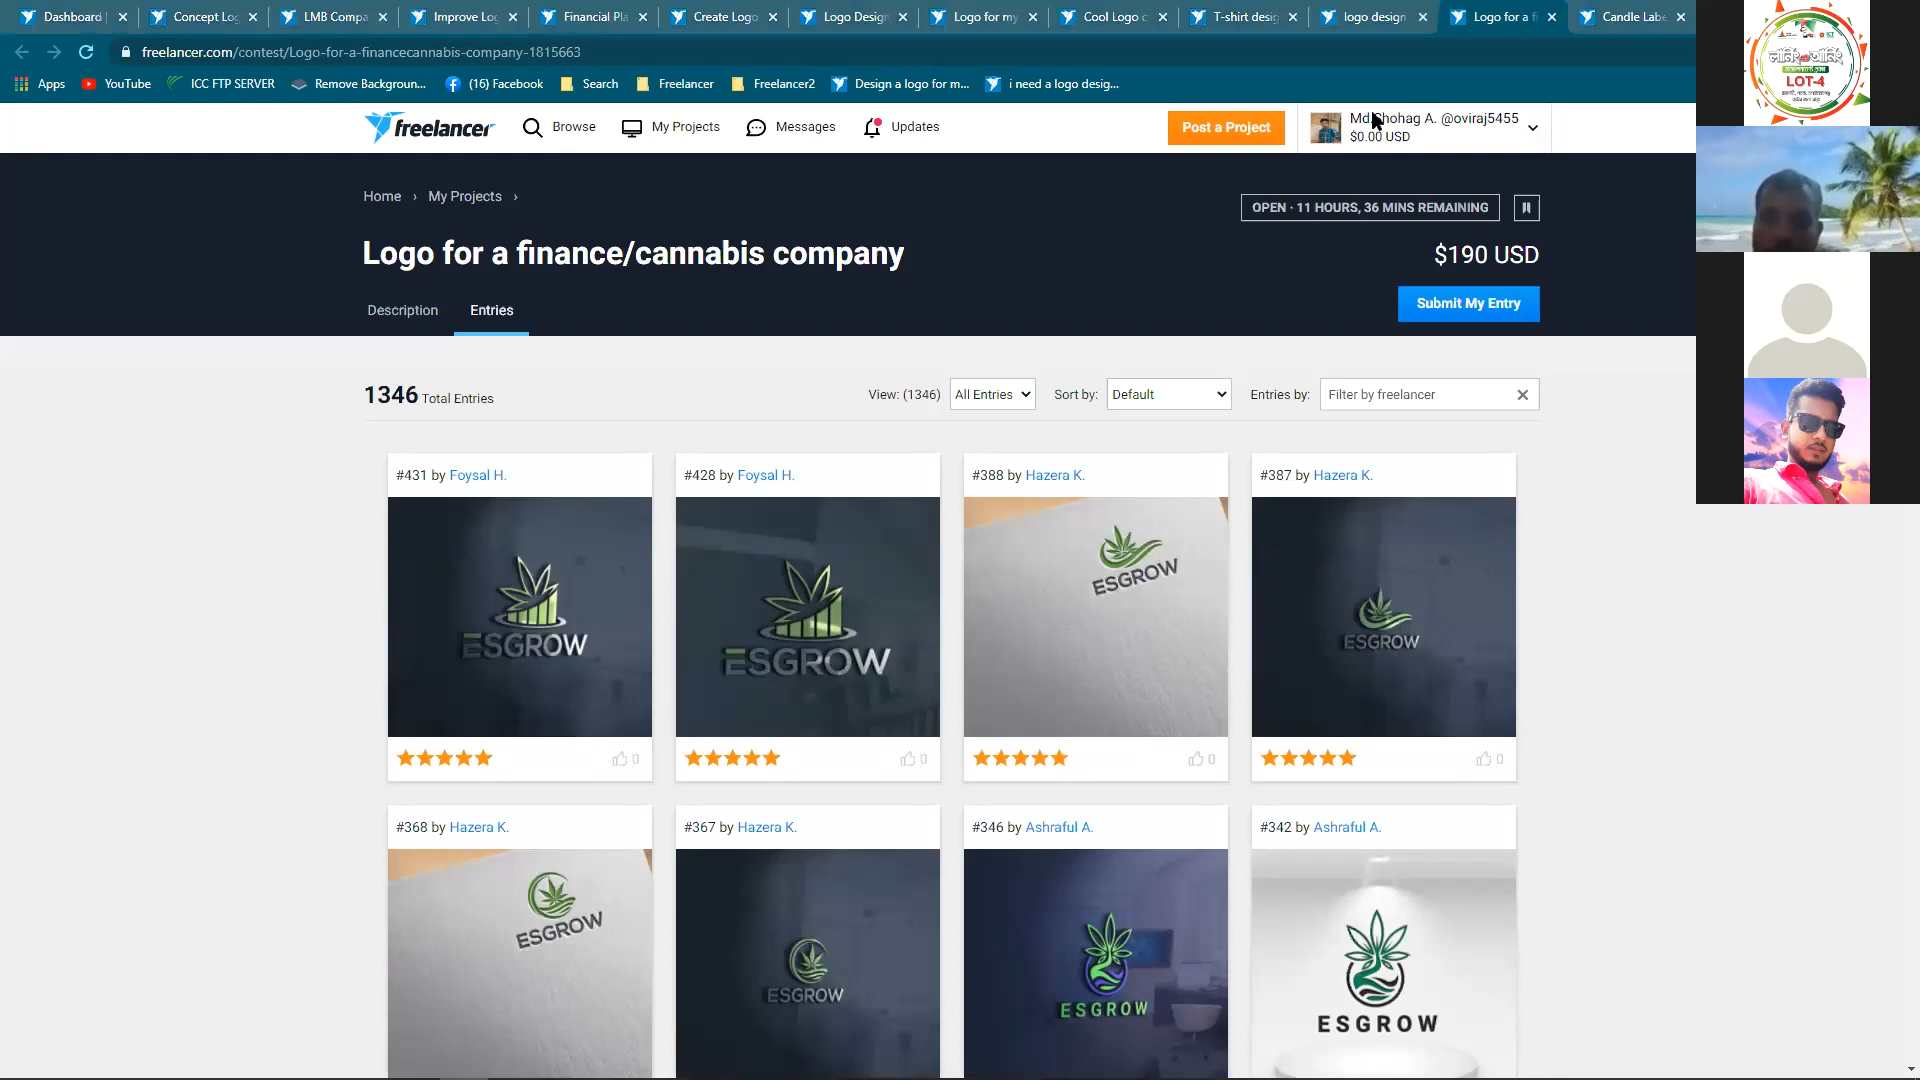 Dashboard
Concept Lo
LMB Compa
Improve Lo
Financial Pl
Create Logo
Logo Design
Logo for my
Cool Logo c
T-shirt desig
logo design
Logo for a fi
Candle Labe
freelancer.com/contest/Logo-for-a-financecannabis-company-1815663
Apps
YouTube
ICC FTP SERVER
Remove Backgroun...
(16) Facebook
Search
Freelancer
Freelancer2
Design a logo for m...
i need a logo desig...
লার্নিং আর্নিং
LOT-4
freelancer
Browse
My Projects
Messages
Updates
Post a Project
Md Shohag A. @oviraj5455
$0.00 USD
Home › My Projects ›
OPEN · 11 HOURS, 36 MINS REMAINING
Logo for a finance/cannabis company
$190 USD
Description
Entries
Submit My Entry
1346 Total Entries
View: (1346)
All Entries
Sort by:
Default
Entries by:
Filter by freelancer
#431 by Foysal H.
#428 by Foysal H.
#388 by Hazera K.
#387 by Hazera K.
ESGROW
ESGROW
ESGROW
ESGROW
0
0
0
0
#368 by Hazera K.
#367 by Hazera K.
#346 by Ashraful A.
#342 by Ashraful A.
ESGROW
ESGROW
ESGROW
ESGROW